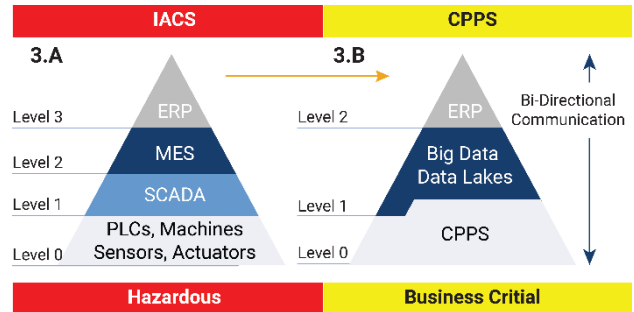 IACS
CPPS
3.A
3.B
ERP
Level 3
MES
Level 2
SCADA
Level 1
PLCs, Machines
Sensors, Actuators
Level 0
ERP
Level 2
Big Data
Data Lakes
Level 1
CPPS
Level 0
Bi-Directional
Communication
Hazardous
Business Critial